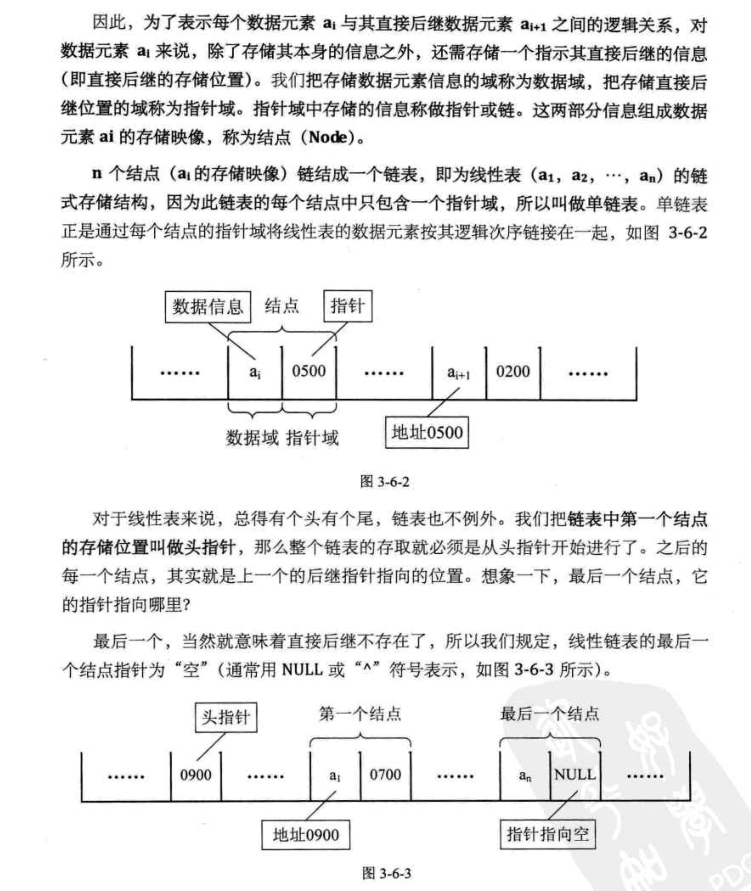 因此，为了表示每个数据元素 aᵢ 与其直接后继数据元素 aᵢ₊₁ 之间的逻辑关系，对
数据元素 aᵢ 来说，除了存储其本身的信息之外，还需存储一个指示其直接后继的信息
（即直接后继的存储位置）。我们把存储数据元素信息的域称为数据域，把存储直接后
继位置的域称为指针域。指针域中存储的信息称做指针或链。这两部分信息组成数据
元素 ai 的存储映像，称为结点（Node）。
n 个结点（aᵢ 的存储映像）链结成一个链表，即为线性表（a₁，a₂，…，aₙ）的链
式存储结构，因为此链表的每个结点中只包含一个指针域，所以叫做单链表。单链表
正是通过每个结点的指针域将线性表的数据元素按其逻辑次序链接在一起，如图 3-6-2
所示。
数据信息 结点 指针
…… aᵢ 0500 …… aᵢ₊₁ 0200 ……
数据域 指针域 地址0500
图 3-6-2
对于线性表来说，总得有个头有个尾，链表也不例外。我们把链表中第一个结点
的存储位置叫做头指针，那么整个链表的存取就必须是从头指针开始进行了。之后的
每一个结点，其实就是上一个的后继指针指向的位置。想象一下，最后一个结点，它
的指针指向哪里？
最后一个，当然就意味着直接后继不存在了，所以我们规定，线性链表的最后一
个结点指针为“空”（通常用 NULL 或“^”符号表示，如图 3-6-3 所示）。
头指针 第一个结点 最后一个结点
…… 0900 …… a₁ 0700 …… aₙ NULL ……
地址0900 指针指向空
图 3-6-3